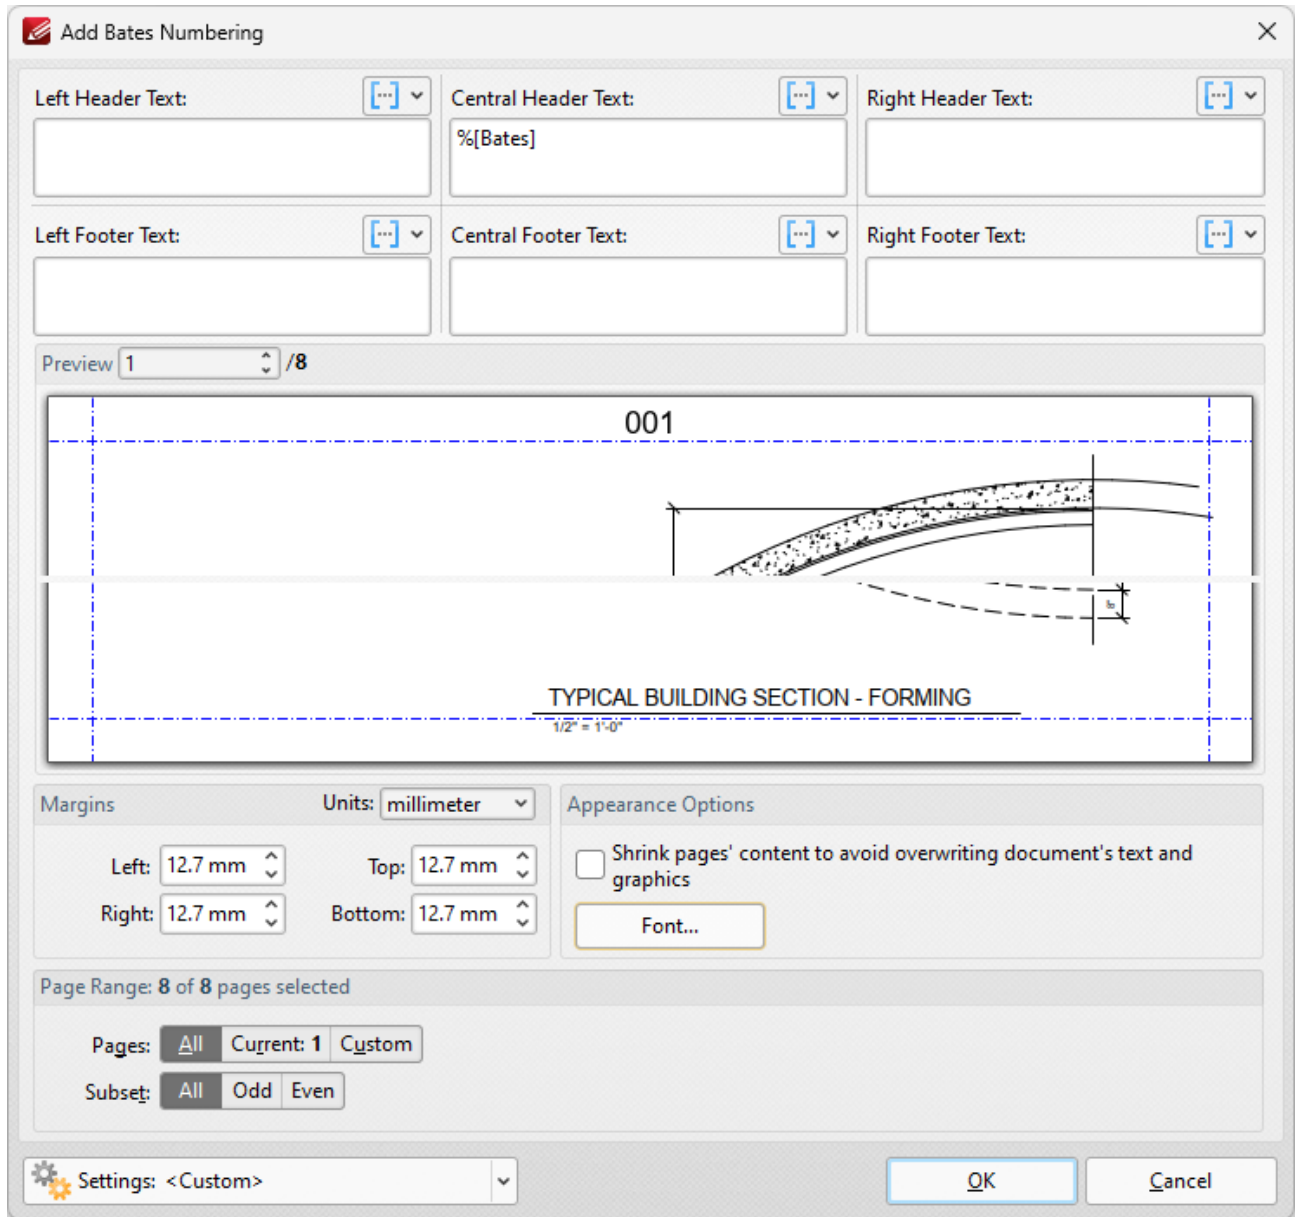 Add Bates Numbering
Left Header Text:
Central Header Text:
Right Header Text:
%[Bates]
Left Footer Text:
Central Footer Text:
Right Footer Text:
Preview 1 /8
001
8"
TYPICAL BUILDING SECTION - FORMING
1/2" = 1'-0"
Margins
Units: millimeter
Appearance Options
Left: 12.7 mm
Top: 12.7 mm
Shrink pages' content to avoid overwriting document's text and
graphics
Right: 12.7 mm
Bottom: 12.7 mm
Font...
Page Range: 8 of 8 pages selected
Pages: All Current: 1 Custom
Subset: All Odd Even
Settings: <Custom>
OK
Cancel